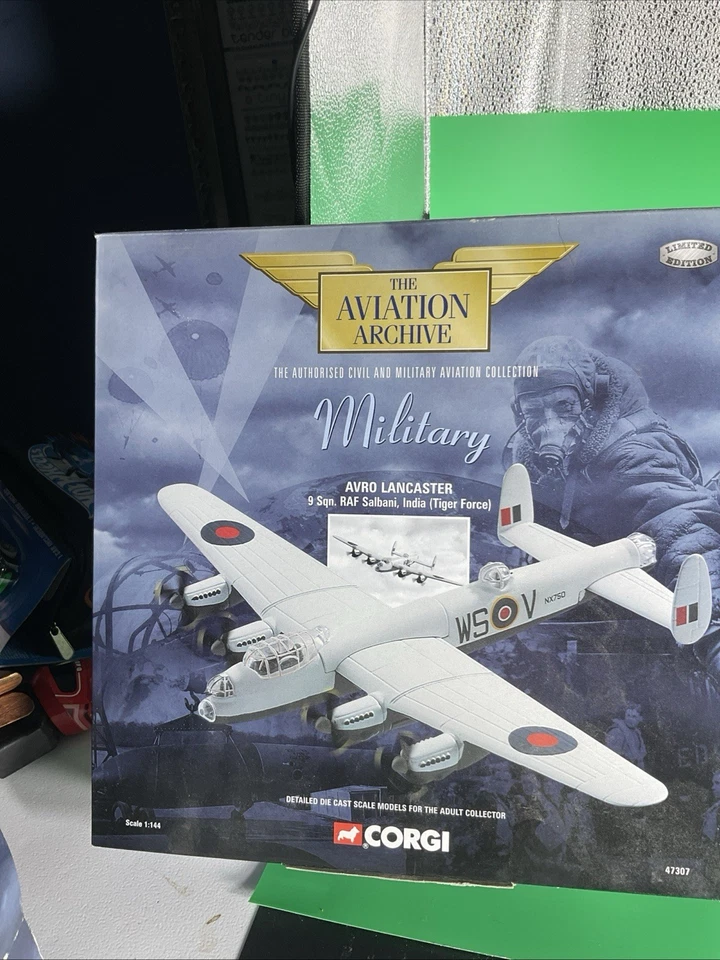 LIMITED
EDITION
THE
AVIATION
ARCHIVE
THE AUTHORISED CIVIL AND MILITARY AVIATION COLLECTION
Military
AVRO LANCASTER
9 Sqn. RAF Salbani, India (Tiger Force)
WS V NX750
DETAILED DIE CAST SCALE MODELS FOR THE ADULT COLLECTOR
Scale 1:144
CORGI
47307